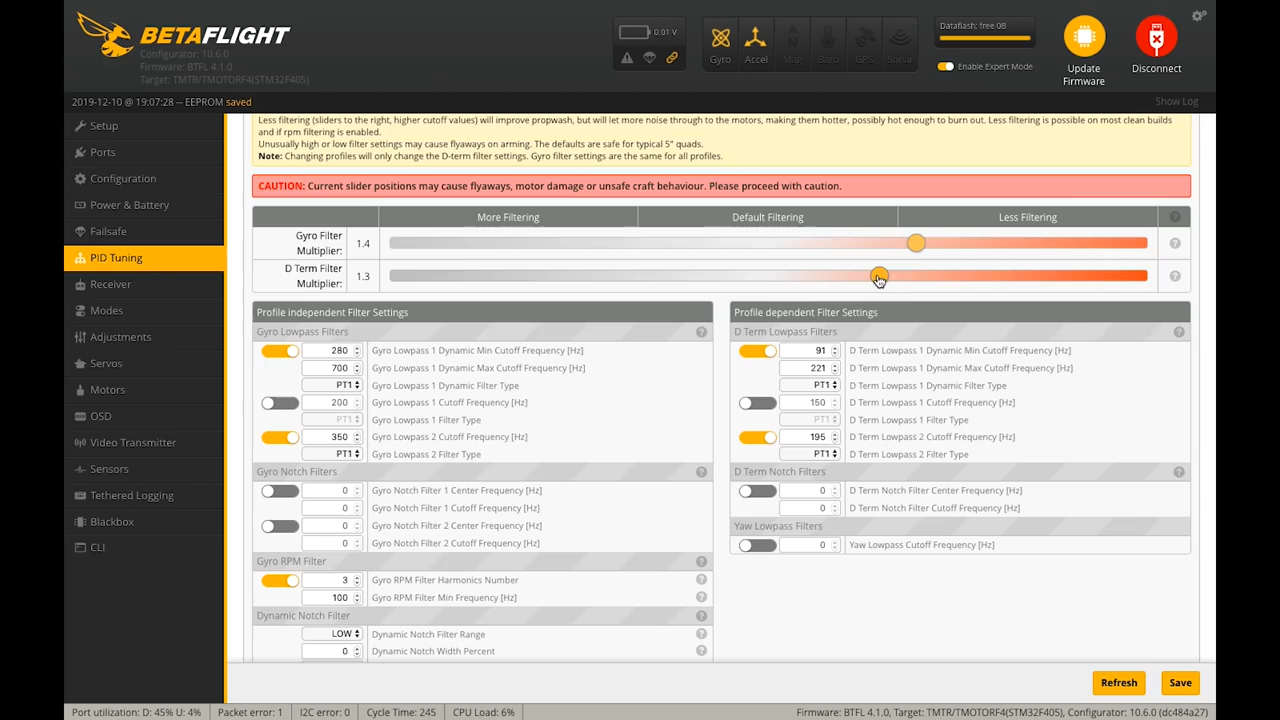 BETAFLIGHT
Configurator: 10.6.0
Firmware: BTFL 4.1.0
Target: TMTR/TMOTORF4(STM32F405)
0.01 V
Gyro
Accel
Mag
Baro
GPS
Sonar
Dataflash: free 0B
Enable Expert Mode
Update Firmware
Disconnect
2019-12-10 @ 19:07:28 -- EEPROM saved
Show Log
Setup
Ports
Configuration
Power & Battery
Failsafe
PID Tuning
Receiver
Modes
Adjustments
Servos
Motors
OSD
Video Transmitter
Sensors
Tethered Logging
Blackbox
CLI
Less filtering (sliders to the right, higher cutoff values) will improve propwash, but will let more noise through to the motors, making them hotter, possibly hot enough to burn out. Less filtering is possible on most clean builds
and if rpm filtering is enabled.
Unusually high or low filter settings may cause flyaways on arming. The defaults are safe for typical 5" quads.
Note: Changing profiles will only change the D-term filter settings. Gyro filter settings are the same for all profiles.
CAUTION: Current slider positions may cause flyaways, motor damage or unsafe craft behaviour. Please proceed with caution.
More Filtering Default Filtering Less Filtering ?
Gyro Filter Multiplier: 1.4 ?
D Term Filter Multiplier: 1.3 ?
Profile independent Filter Settings
Gyro Lowpass Filters ?
280 Gyro Lowpass 1 Dynamic Min Cutoff Frequency [Hz]
700 Gyro Lowpass 1 Dynamic Max Cutoff Frequency [Hz]
PT1 Gyro Lowpass 1 Dynamic Filter Type
200 Gyro Lowpass 1 Cutoff Frequency [Hz]
PT1 Gyro Lowpass 1 Filter Type
350 Gyro Lowpass 2 Cutoff Frequency [Hz]
PT1 Gyro Lowpass 2 Filter Type
Gyro Notch Filters ?
0 Gyro Notch Filter 1 Center Frequency [Hz]
0 Gyro Notch Filter 1 Cutoff Frequency [Hz]
0 Gyro Notch Filter 2 Center Frequency [Hz]
0 Gyro Notch Filter 2 Cutoff Frequency [Hz]
Gyro RPM Filter ?
3 Gyro RPM Filter Harmonics Number ?
100 Gyro RPM Filter Min Frequency [Hz] ?
Dynamic Notch Filter ?
LOW Dynamic Notch Filter Range ?
0 Dynamic Notch Width Percent ?
Profile dependent Filter Settings
D Term Lowpass Filters ?
91 D Term Lowpass 1 Dynamic Min Cutoff Frequency [Hz]
221 D Term Lowpass 1 Dynamic Max Cutoff Frequency [Hz]
PT1 D Term Lowpass 1 Dynamic Filter Type
150 D Term Lowpass 1 Cutoff Frequency [Hz]
PT1 D Term Lowpass 1 Filter Type
195 D Term Lowpass 2 Cutoff Frequency [Hz]
PT1 D Term Lowpass 2 Filter Type
D Term Notch Filters ?
0 D Term Notch Filter Center Frequency [Hz]
0 D Term Notch Filter Cutoff Frequency [Hz]
Yaw Lowpass Filters
0 Yaw Lowpass Cutoff Frequency [Hz]
Refresh
Save
Port utilization: D: 45% U: 4% Packet error: 1 I2C error: 0 Cycle Time: 245 CPU Load: 6% Firmware: BTFL 4.1.0, Target: TMTR/TMOTORF4(STM32F405), Configurator: 10.6.0 (dc484a27)